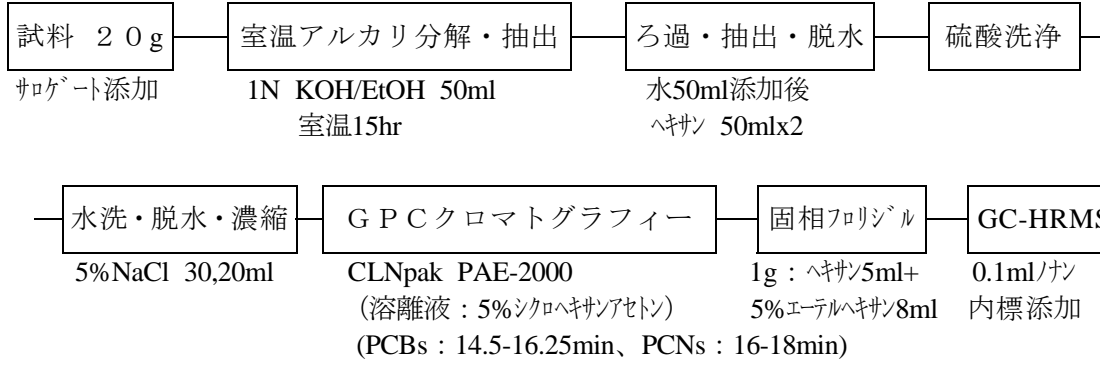 試料 20g 室温アルカリ分解・抽出 ろ過・抽出・脱水 硫酸洗浄
ｻﾛｹﾞｰﾄ添加 1N KOH/EtOH 50ml 水50ml添加後
室温15hr ﾍｷｻﾝ 50mlx2
水洗・脱水・濃縮 ＧＰＣクロマトグラフィー 固相ﾌﾛﾘｼﾞﾙ GC-HRMS
5%NaCl 30,20ml CLNpak PAE-2000 1g：ﾍｷｻﾝ5ml+ 0.1mlﾉﾅﾝ
（溶離液：5%ｼｸﾛﾍｷｻﾝｱｾﾄﾝ） 5%ｴｰﾃﾙﾍｷｻﾝ8ml 内標添加
(PCBs：14.5-16.25min、PCNs：16-18min)